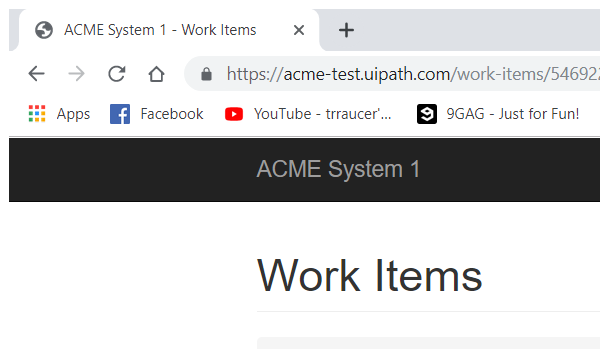 ACME System 1 - Work Items
https://acme-test.uipath.com/work-items/54692
Apps Facebook YouTube - trraucer'... 9GAG - Just for Fun!
ACME System 1
Work Items